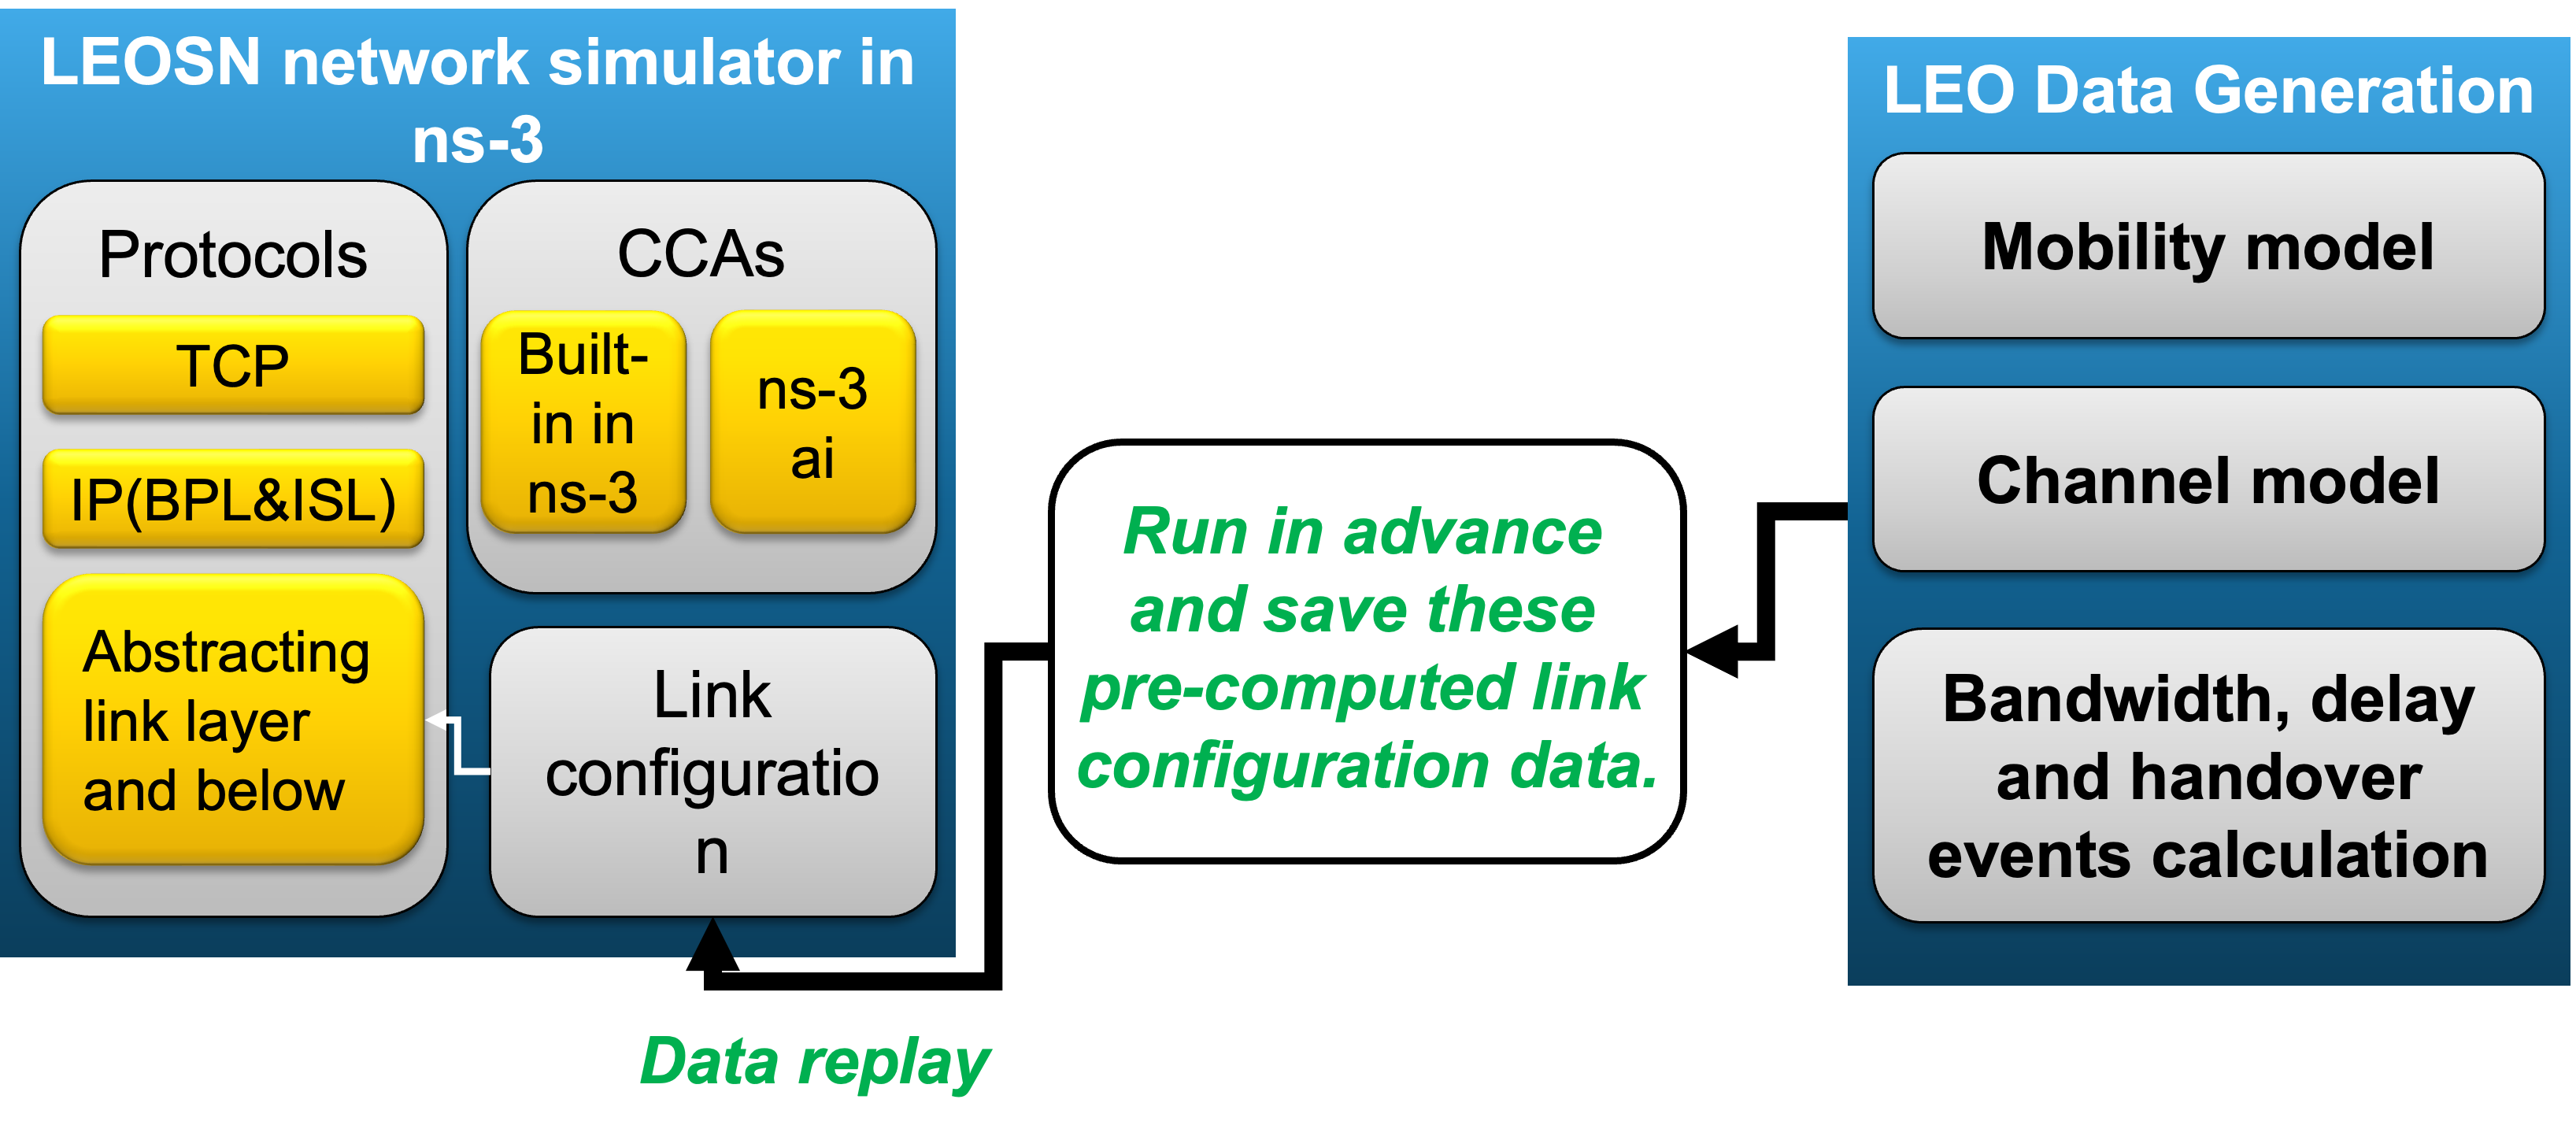 LEOSN network simulator in
ns-3
Protocols
TCP
IP(BPL&ISL)
Abstracting
link layer
and below
CCAs
Built-
in in
ns-3
ns-3
ai
Link
configuratio
n
Data replay
Run in advance
and save these
pre-computed link
configuration data.
LEO Data Generation
Mobility model
Channel model
Bandwidth, delay
and handover
events calculation